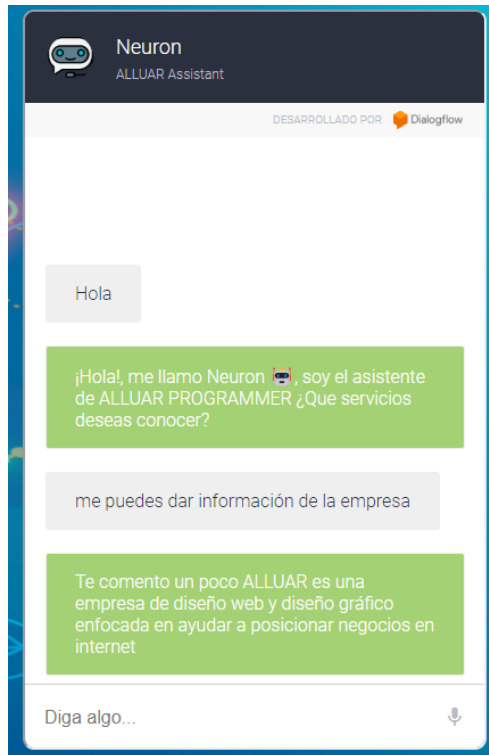 Neuron
ALLUAR Assistant
DESARROLLADO POR Dialogflow
Hola
¡Hola!, me llamo Neuron 🤖, soy el asistente
de ALLUAR PROGRAMMER ¿Que servicios
deseas conocer?
me puedes dar información de la empresa
Te comento un poco ALLUAR es una
empresa de diseño web y diseño gráfico
enfocada en ayudar a posicionar negocios en
internet
Diga algo...